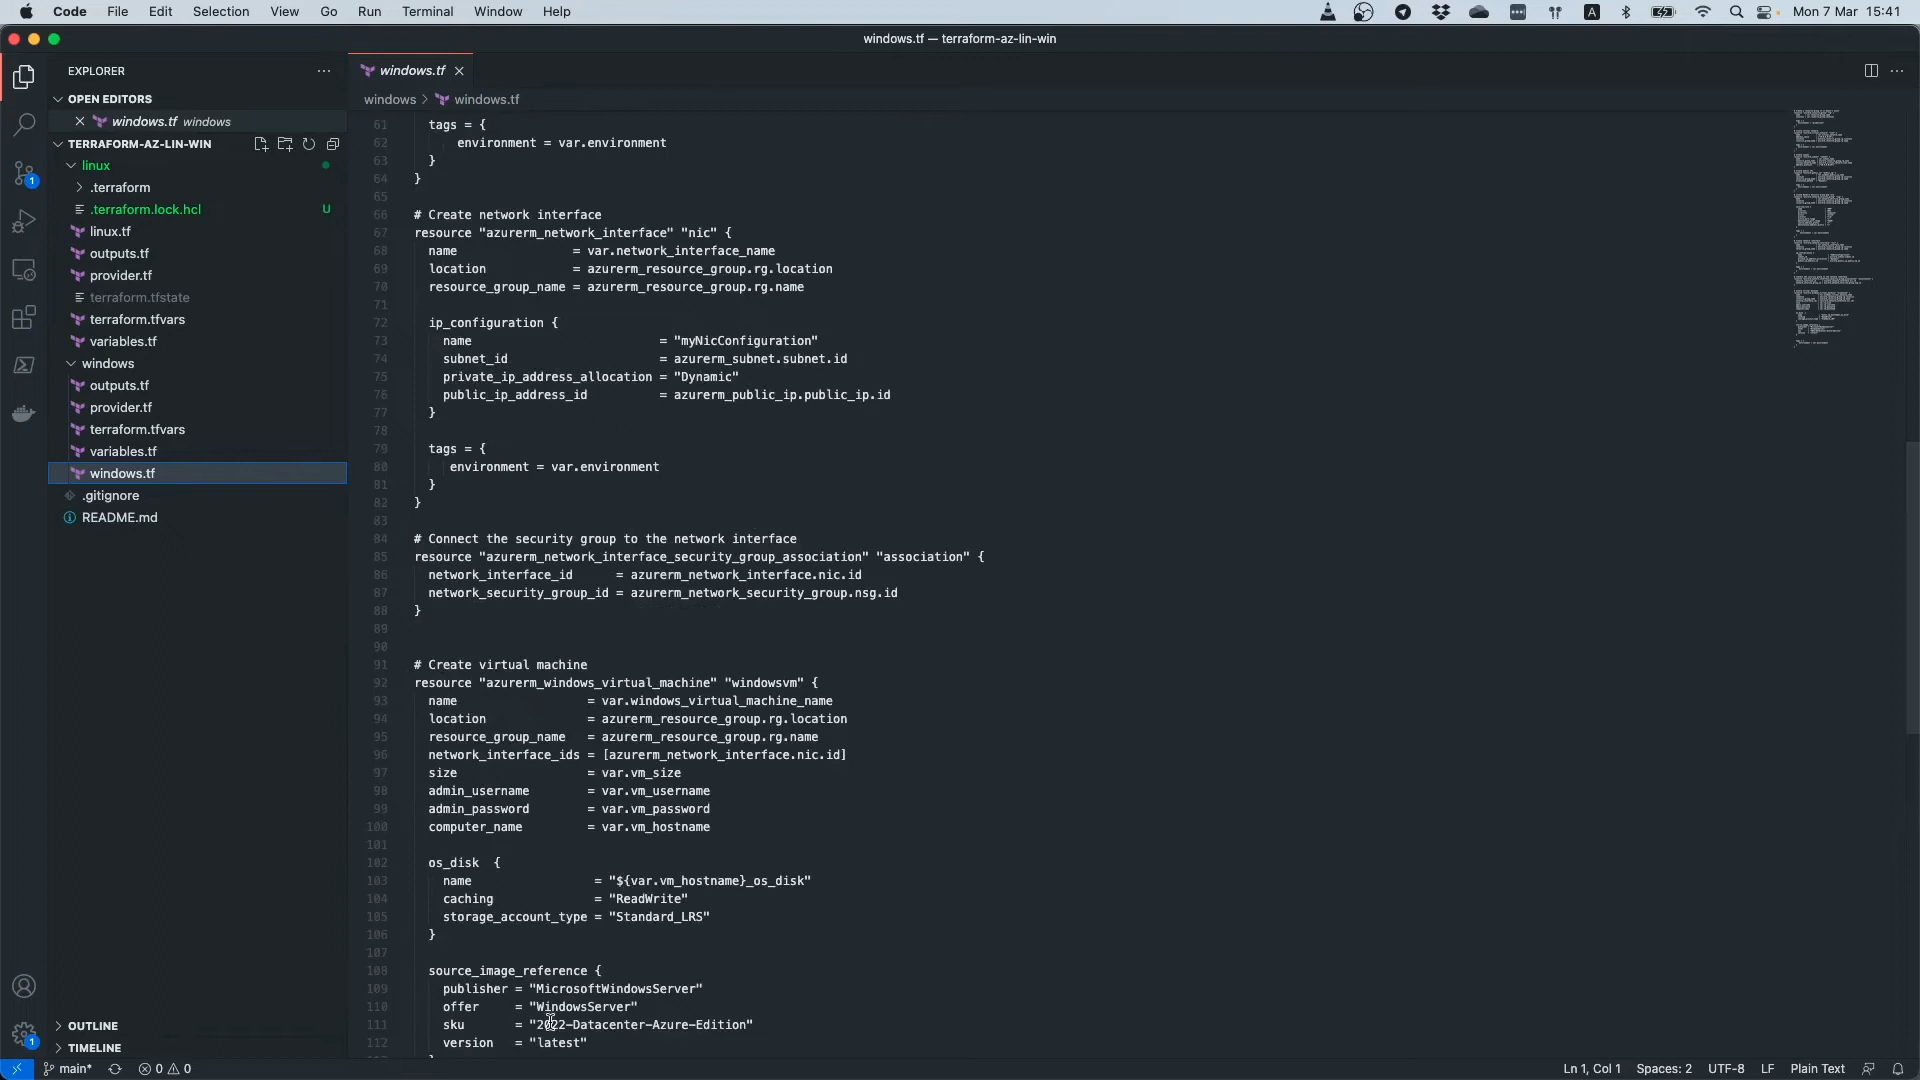 Code File Edit Selection View Go Run Terminal Window Help A Mon 7 Mar 15:41
windows.tf — terraform-az-lin-win
EXPLORER
OPEN EDITORS
windows.tf windows
TERRAFORM-AZ-LIN-WIN
linux
.terraform
.terraform.lock.hcl U
linux.tf
outputs.tf
provider.tf
terraform.tfstate
terraform.tfvars
variables.tf
windows
outputs.tf
provider.tf
terraform.tfvars
variables.tf
windows.tf
.gitignore
README.md
OUTLINE
TIMELINE
1
1
windows.tf
windows > windows.tf
61 tags = {
62 environment = var.environment
63 }
64 }
65
66 # Create network interface
67 resource "azurerm_network_interface" "nic" {
68 name = var.network_interface_name
69 location = azurerm_resource_group.rg.location
70 resource_group_name = azurerm_resource_group.rg.name
71
72 ip_configuration {
73 name = "myNicConfiguration"
74 subnet_id = azurerm_subnet.subnet.id
75 private_ip_address_allocation = "Dynamic"
76 public_ip_address_id = azurerm_public_ip.public_ip.id
77 }
78
79 tags = {
80 environment = var.environment
81 }
82 }
83
84 # Connect the security group to the network interface
85 resource "azurerm_network_interface_security_group_association" "association" {
86 network_interface_id = azurerm_network_interface.nic.id
87 network_security_group_id = azurerm_network_security_group.nsg.id
88 }
89
90
91 # Create virtual machine
92 resource "azurerm_windows_virtual_machine" "windowsvm" {
93 name = var.windows_virtual_machine_name
94 location = azurerm_resource_group.rg.location
95 resource_group_name = azurerm_resource_group.rg.name
96 network_interface_ids = [azurerm_network_interface.nic.id]
97 size = var.vm_size
98 admin_username = var.vm_username
99 admin_password = var.vm_password
100 computer_name = var.vm_hostname
101
102 os_disk {
103 name = "${var.vm_hostname}_os_disk"
104 caching = "ReadWrite"
105 storage_account_type = "Standard_LRS"
106 }
107
108 source_image_reference {
109 publisher = "MicrosoftWindowsServer"
110 offer = "WindowsServer"
111 sku = "2022-Datacenter-Azure-Edition"
112 version = "latest"
main* 0 0 Ln 1, Col 1 Spaces: 2 UTF-8 LF Plain Text